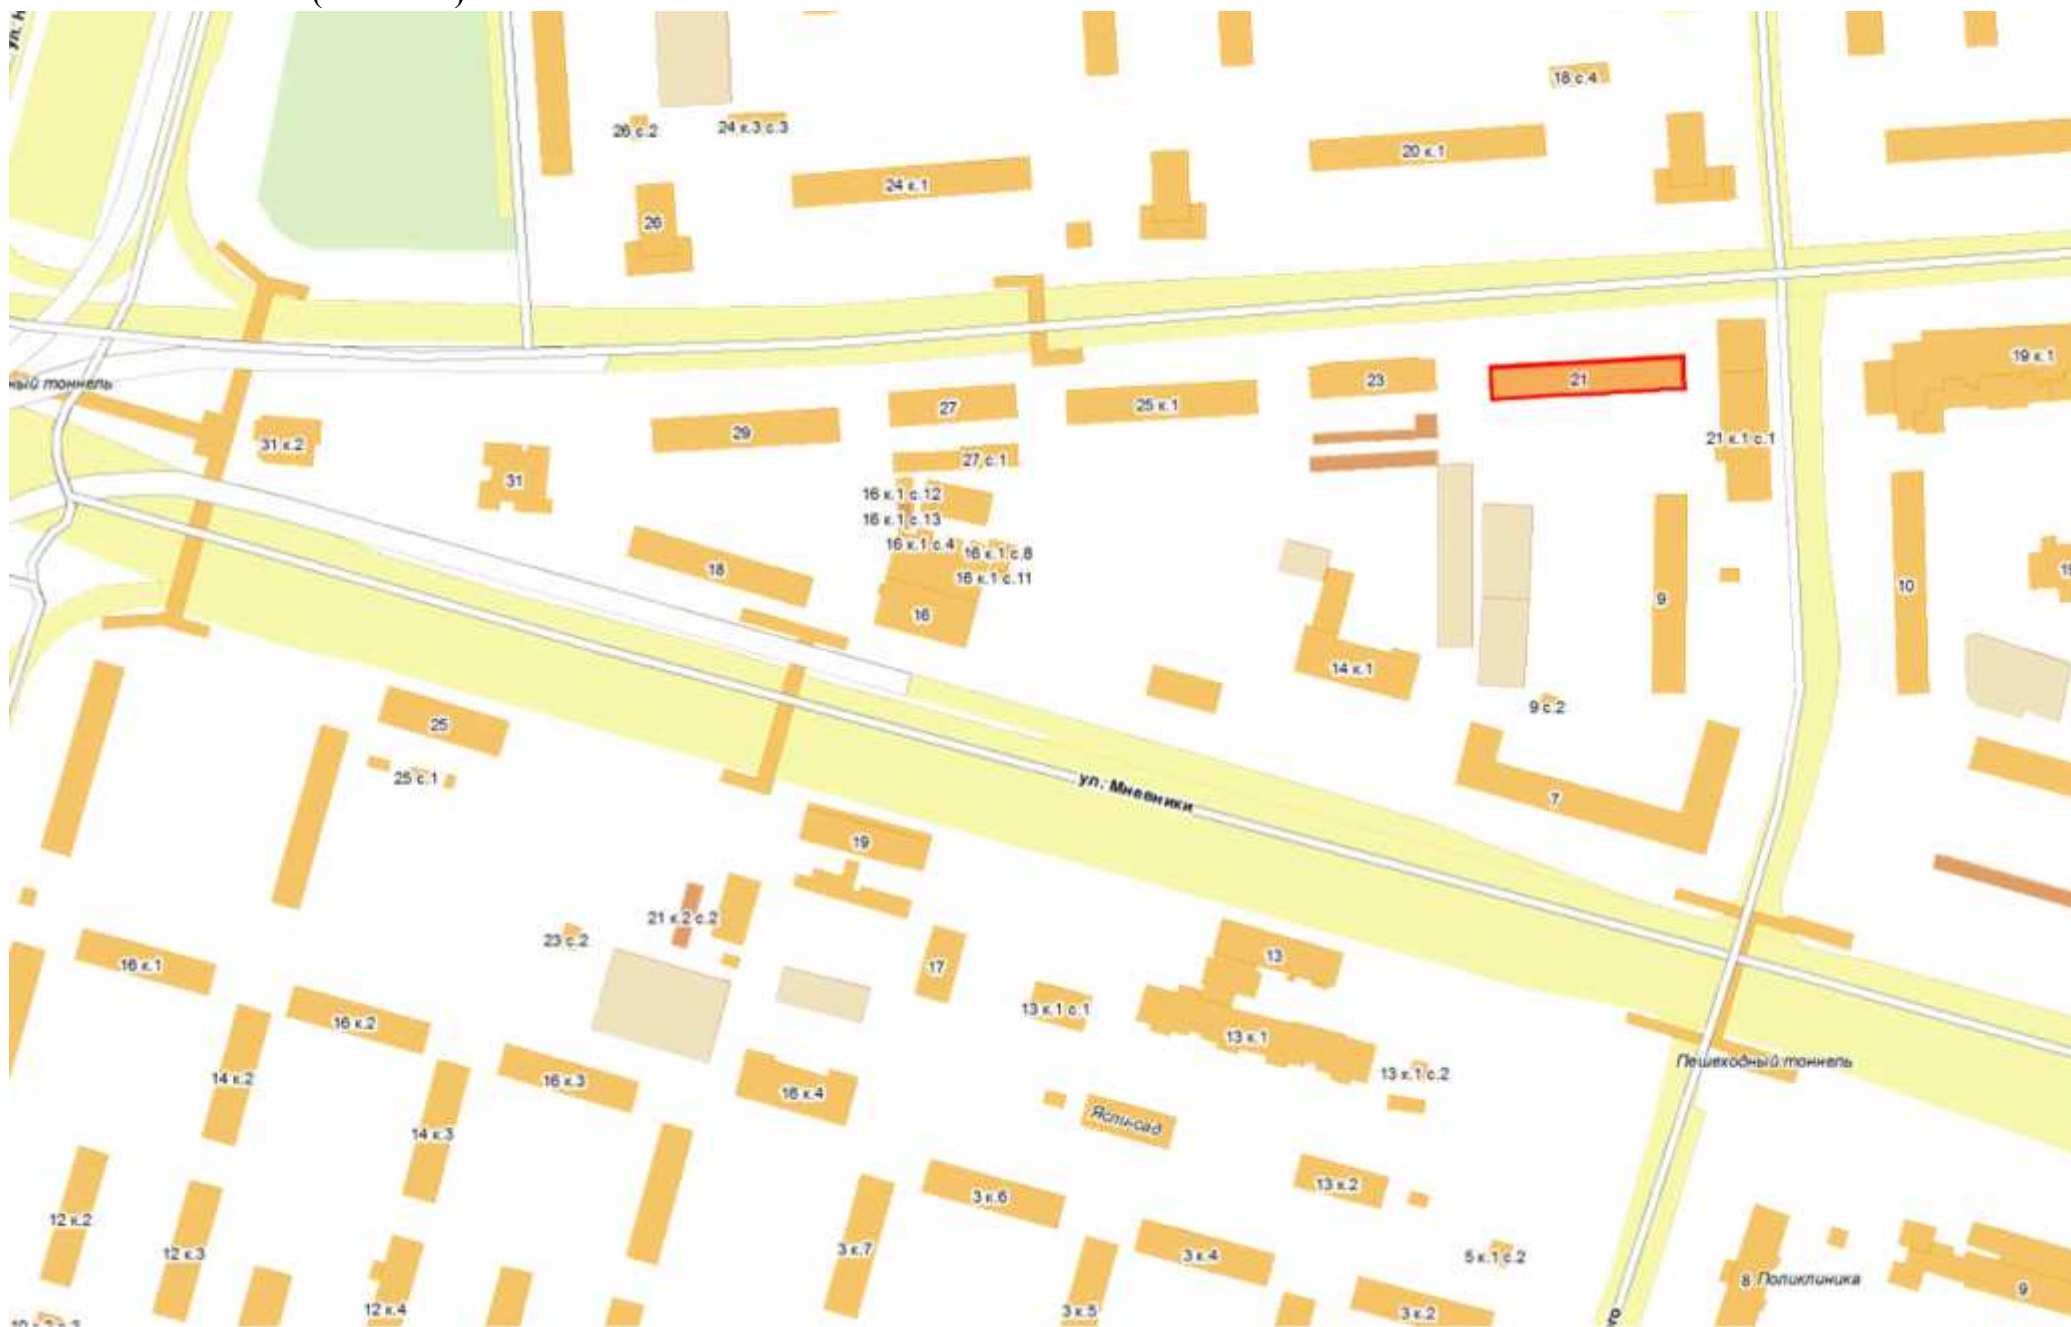 18 с.4
26 с.2
24 к.3 с.3
20 к.1
24 к.1
26
19 к.1
23
21
27
25 к.1
29
31 к.2
21 к.1 с.1
27 с.1
31
16 к.1 с.12
16 к.1 с.13
16 к.1 с.4
16 к.1 с.8
18
16 к.1 с.11
10
9
16
14 к.1
9 с.2
25
25 с.1
ул. Мневники
7
19
21 к.2 с.2
23 с.2
13
16 к.1
17
13 к.1 с.1
16 к.2
13 к.1
Пешеходный тоннель
14 к.2
16 к.3
13 к.1 с.2
16 к.4
Ясли-сад
14 к.3
13 к.2
3 к.6
12 к.2
12 к.3
3 к.7
3 к.4
5 к.1 с.2
8 Поликлиника
9
12 к.4
3 к.5
3 к.2